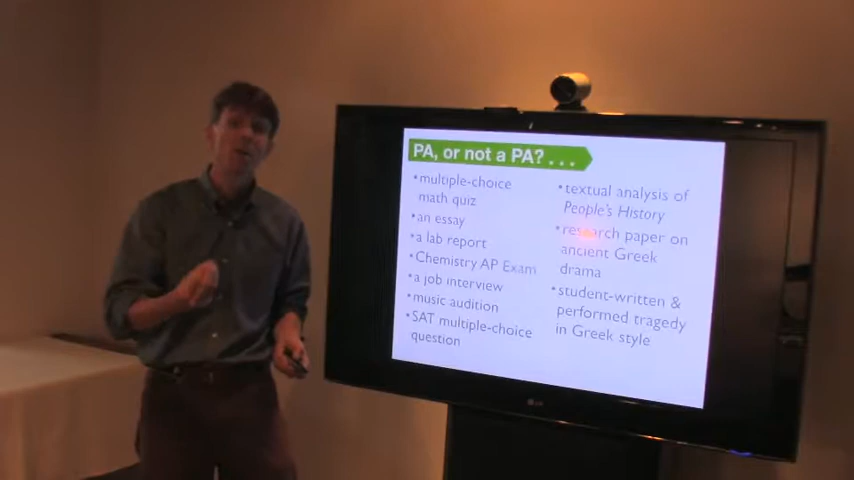 PA, or not a PA? . . .
•multiple-choice
math quiz
•an essay
•a lab report
•Chemistry AP Exam
•a job interview
•music audition
•SAT multiple-choice
question
•textual analysis of
People's History
•research paper on
ancient Greek
drama
•student-written &
performed tragedy
in Greek style
LG